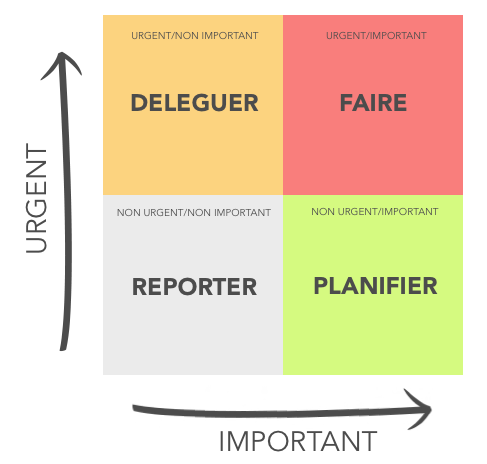 URGENT/NON IMPORTANT
DELEGUER
URGENT/IMPORTANT
FAIRE
URGENT
NON URGENT/NON IMPORTANT
REPORTER
NON URGENT/IMPORTANT
PLANIFIER
IMPORTANT